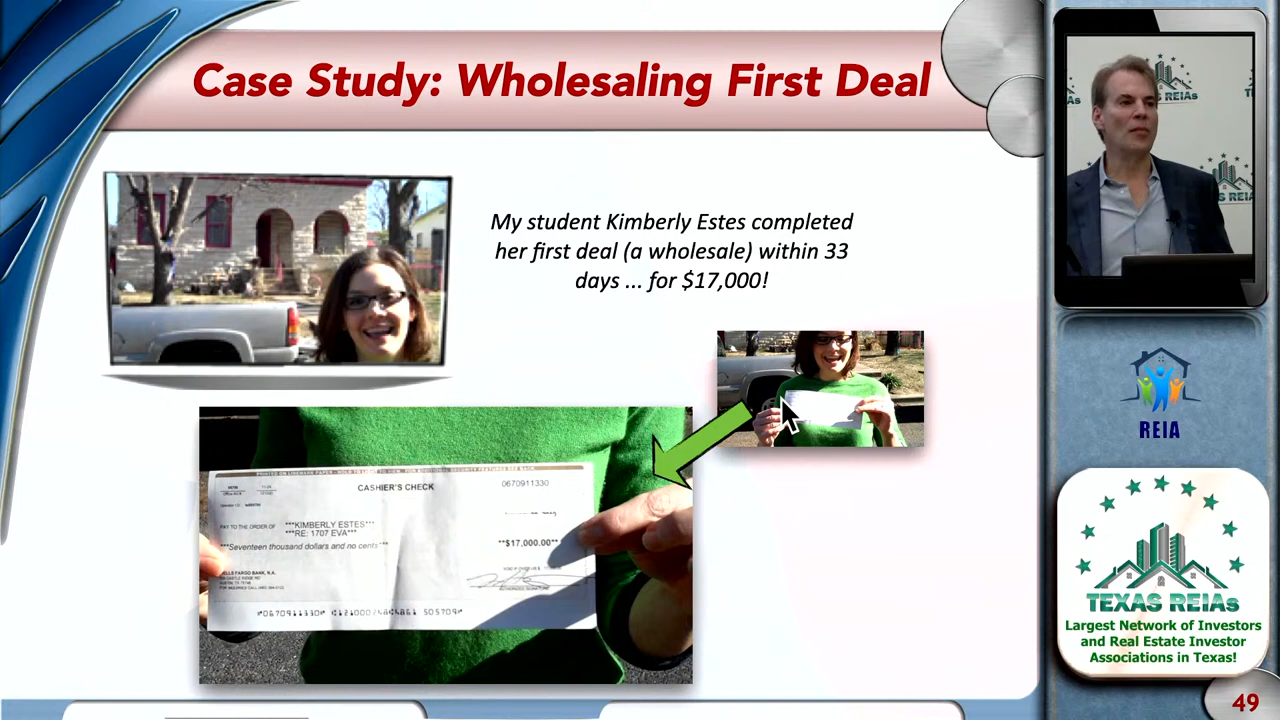 Case Study: Wholesaling First Deal
My student Kimberly Estes completed
her first deal (a wholesale) within 33
days ... for $17,000!
CASHIER'S CHECK
0670911330
PAY TO THE ORDER OF
***KIMBERLY ESTES***
***RE: 1707 EVA***
***Seventeen thousand dollars and no cents
**$17,000.00**
WELLS FARGO BANK, N.A.
AUTHORIZED SIGNATURE
REIAs
REIA
TEXAS REIAs
Largest Network of Investors
and Real Estate Investor
Associations in Texas!
49